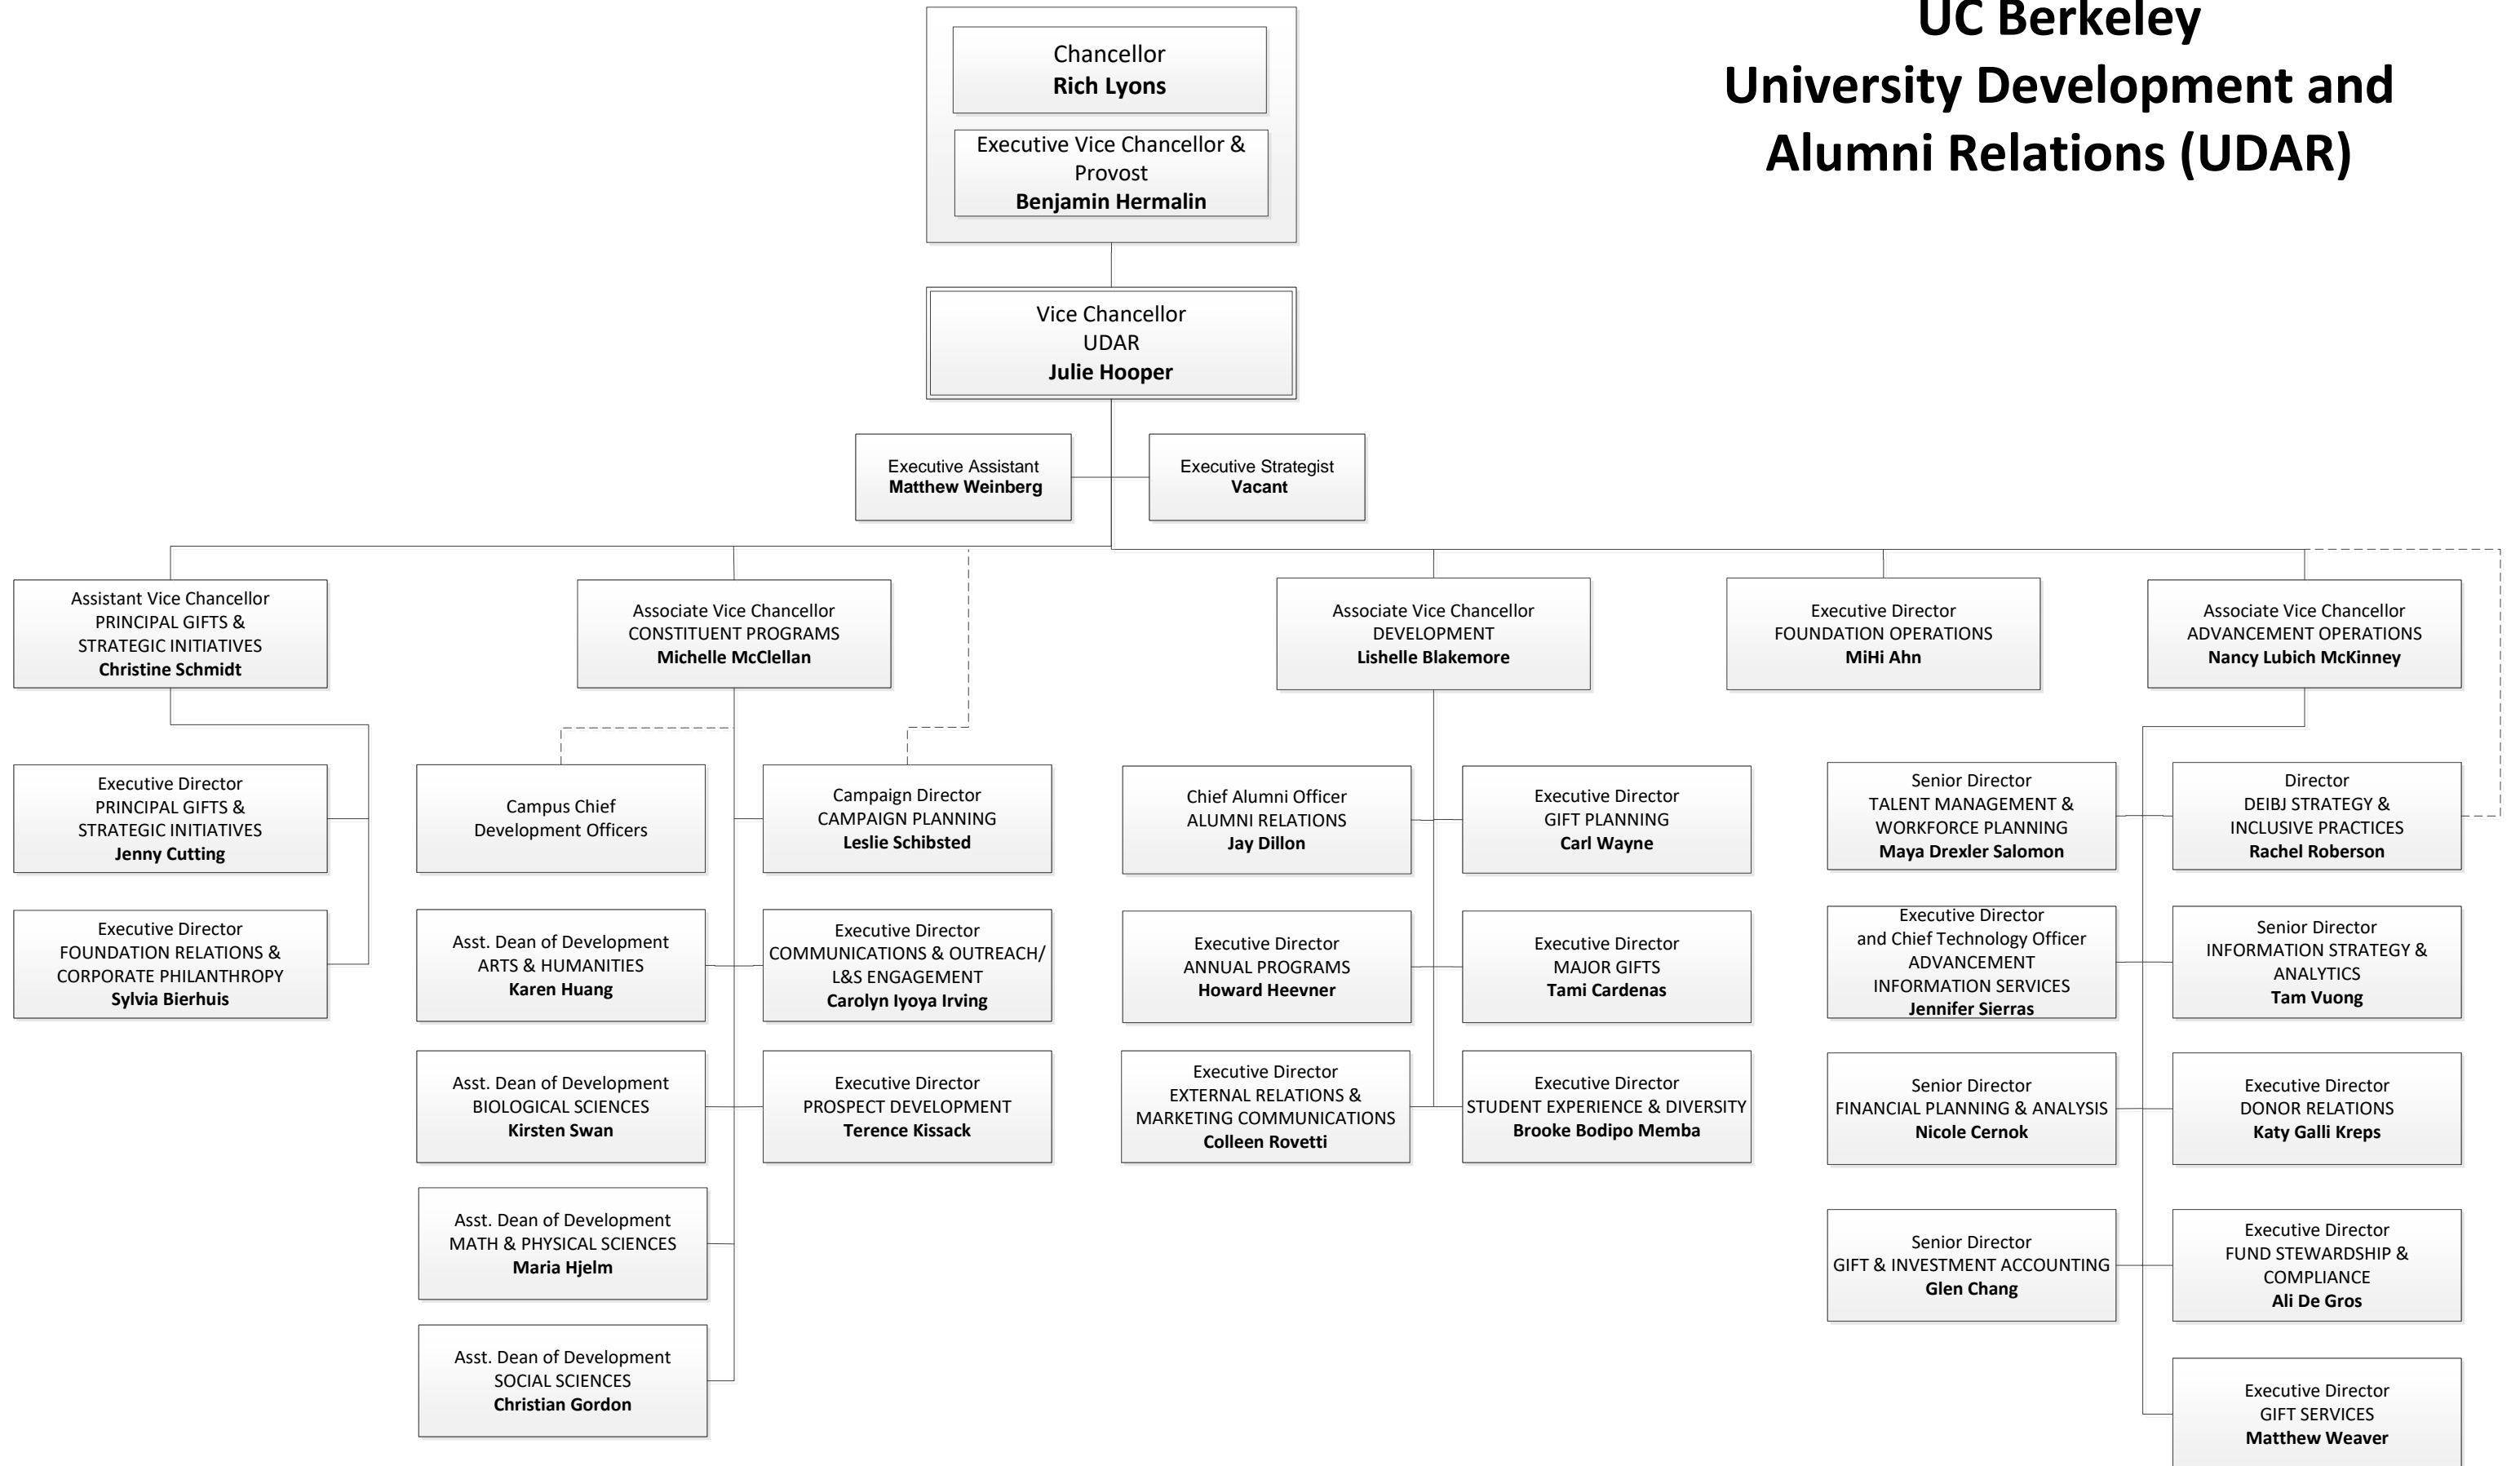 UC Berkeley
University Development and
Alumni Relations (UDAR)
Chancellor
Rich Lyons
Executive Vice Chancellor &
Provost
Benjamin Hermalin
Vice Chancellor
UDAR
Julie Hooper
Executive Assistant
Matthew Weinberg
Executive Strategist
Vacant
Assistant Vice Chancellor
PRINCIPAL GIFTS &
STRATEGIC INITIATIVES
Christine Schmidt
Associate Vice Chancellor
CONSTITUENT PROGRAMS
Michelle McClellan
Associate Vice Chancellor
DEVELOPMENT
Lishelle Blakemore
Executive Director
FOUNDATION OPERATIONS
MiHi Ahn
Associate Vice Chancellor
ADVANCEMENT OPERATIONS
Nancy Lubich McKinney
Executive Director
PRINCIPAL GIFTS &
STRATEGIC INITIATIVES
Jenny Cutting
Executive Director
FOUNDATION RELATIONS &
CORPORATE PHILANTHROPY
Sylvia Bierhuis
Campus Chief
Development Officers
Campaign Director
CAMPAIGN PLANNING
Leslie Schibsted
Asst. Dean of Development
ARTS & HUMANITIES
Karen Huang
Executive Director
COMMUNICATIONS & OUTREACH/
L&S ENGAGEMENT
Carolyn Iyoya Irving
Asst. Dean of Development
BIOLOGICAL SCIENCES
Kirsten Swan
Executive Director
PROSPECT DEVELOPMENT
Terence Kissack
Asst. Dean of Development
MATH & PHYSICAL SCIENCES
Maria Hjelm
Asst. Dean of Development
SOCIAL SCIENCES
Christian Gordon
Chief Alumni Officer
ALUMNI RELATIONS
Jay Dillon
Executive Director
GIFT PLANNING
Carl Wayne
Executive Director
ANNUAL PROGRAMS
Howard Heevner
Executive Director
MAJOR GIFTS
Tami Cardenas
Executive Director
EXTERNAL RELATIONS &
MARKETING COMMUNICATIONS
Colleen Rovetti
Executive Director
STUDENT EXPERIENCE & DIVERSITY
Brooke Bodipo Memba
Senior Director
TALENT MANAGEMENT &
WORKFORCE PLANNING
Maya Drexler Salomon
Director
DEIBJ STRATEGY &
INCLUSIVE PRACTICES
Rachel Roberson
Executive Director
and Chief Technology Officer
ADVANCEMENT
INFORMATION SERVICES
Jennifer Sierras
Senior Director
INFORMATION STRATEGY &
ANALYTICS
Tam Vuong
Senior Director
FINANCIAL PLANNING & ANALYSIS
Nicole Cernok
Executive Director
DONOR RELATIONS
Katy Galli Kreps
Senior Director
GIFT & INVESTMENT ACCOUNTING
Glen Chang
Executive Director
FUND STEWARDSHIP &
COMPLIANCE
Ali De Gros
Executive Director
GIFT SERVICES
Matthew Weaver